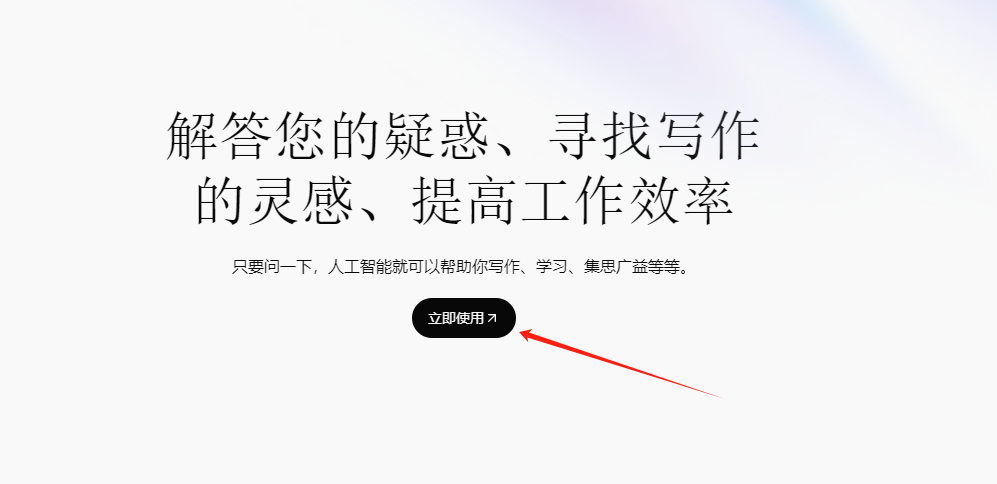 解答您的疑惑、寻找写作
的灵感、提高工作效率
只要问一下，人工智能就可以帮助你写作、学习、集思广益等等。
立即使用↗